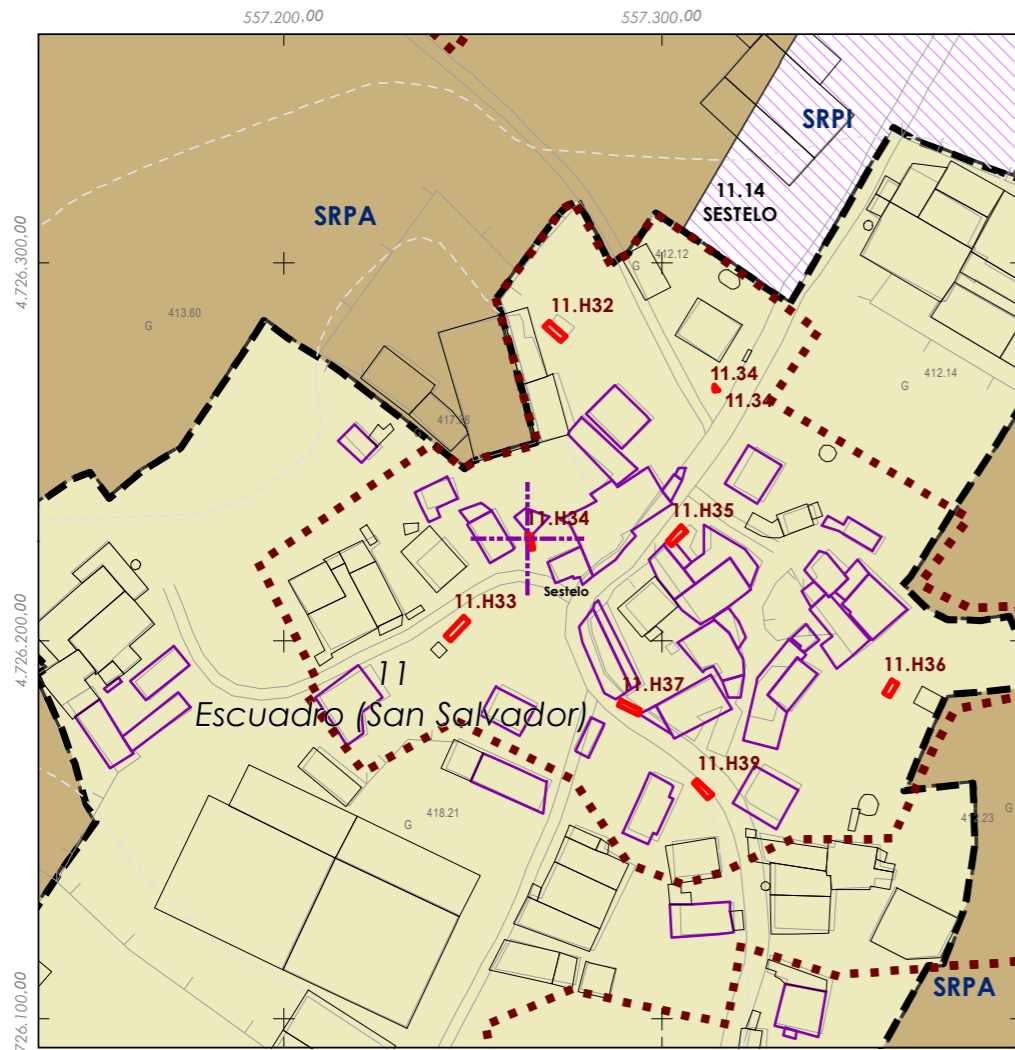 557.200,00
557.300,00
SRPI
11.14
SESTELO
SRPA
412.12
4.726.300,00
11.H32
G
413.60
G
11.34
11.34
412.14
G
417.38
G
11.H34
11.H35
Sestelo
11.H33
4.726.200,00
11.H36
11
Escuadro (San Salvador)
11.H37
11.H39
418.21
G
412.23
G
SRPA
726.100,00